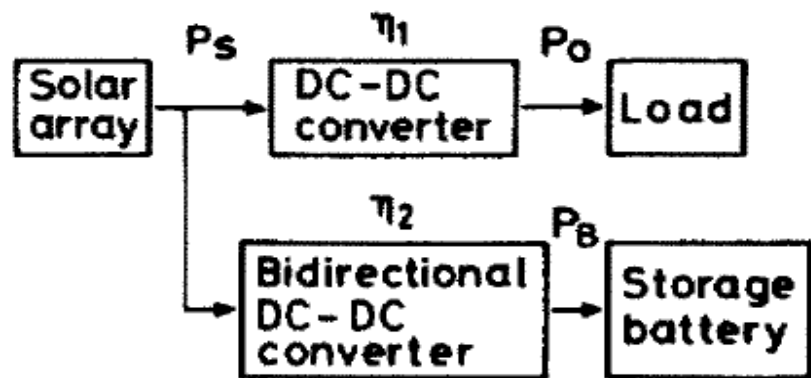 Ps
η1
Po
Solar
array
DC-DC
converter
Load
η2
PB
Bidirectional
DC-DC
converter
Storage
battery